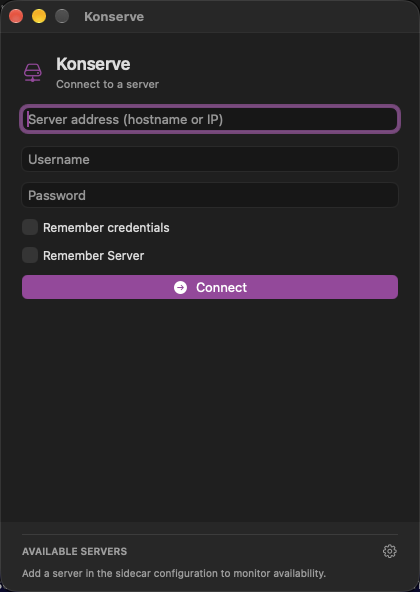 Konserve
Konserve
Connect to a server
Server address (hostname or IP)
Username
Password
Remember credentials
Remember Server
Connect
AVAILABLE SERVERS
Add a server in the sidecar configuration to monitor availability.